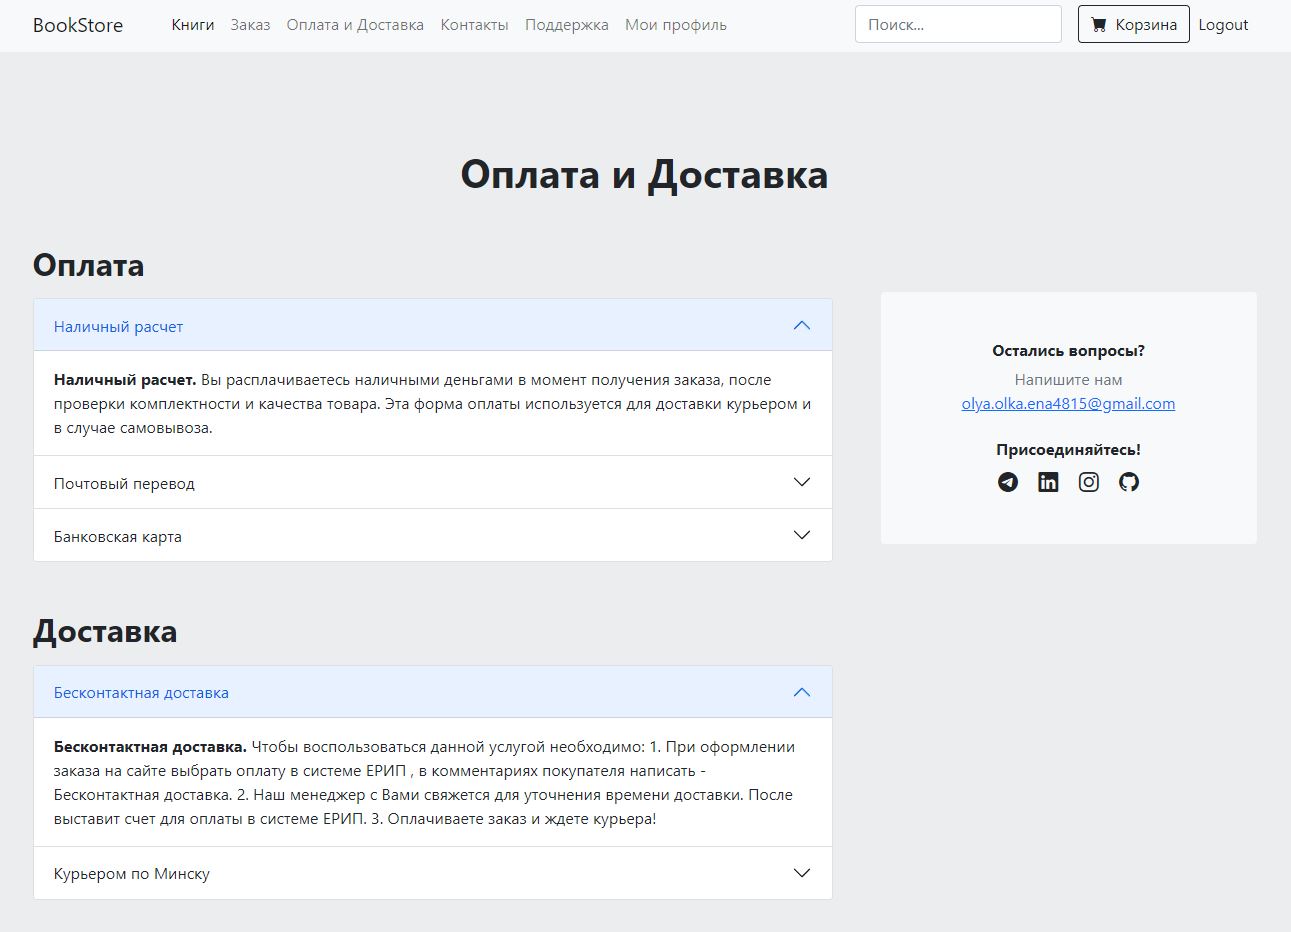 BookStore Книги Заказ Оплата и Доставка Контакты Поддержка Мои профиль Поиск... Корзина Logout
Оплата и Доставка
Оплата
Наличный расчет
Наличный расчет. Вы расплачиваетесь наличными деньгами в момент получения заказа, после
проверки комплектности и качества товара. Эта форма оплаты используется для доставки курьером и
в случае самовывоза.
Почтовый перевод
Банковская карта
Остались вопросы?
Напишите нам
olya.olka.ena4815@gmail.com
Присоединяйтесь!
Доставка
Бесконтактная доставка
Бесконтактная доставка. Чтобы воспользоваться данной услугой необходимо: 1. При оформлении
заказа на сайте выбрать оплату в системе ЕРИП , в комментариях покупателя написать -
Бесконтактная доставка. 2. Наш менеджер с Вами свяжется для уточнения времени доставки. После
выставит счет для оплаты в системе ЕРИП. 3. Оплачиваете заказ и ждете курьера!
Курьером по Минску